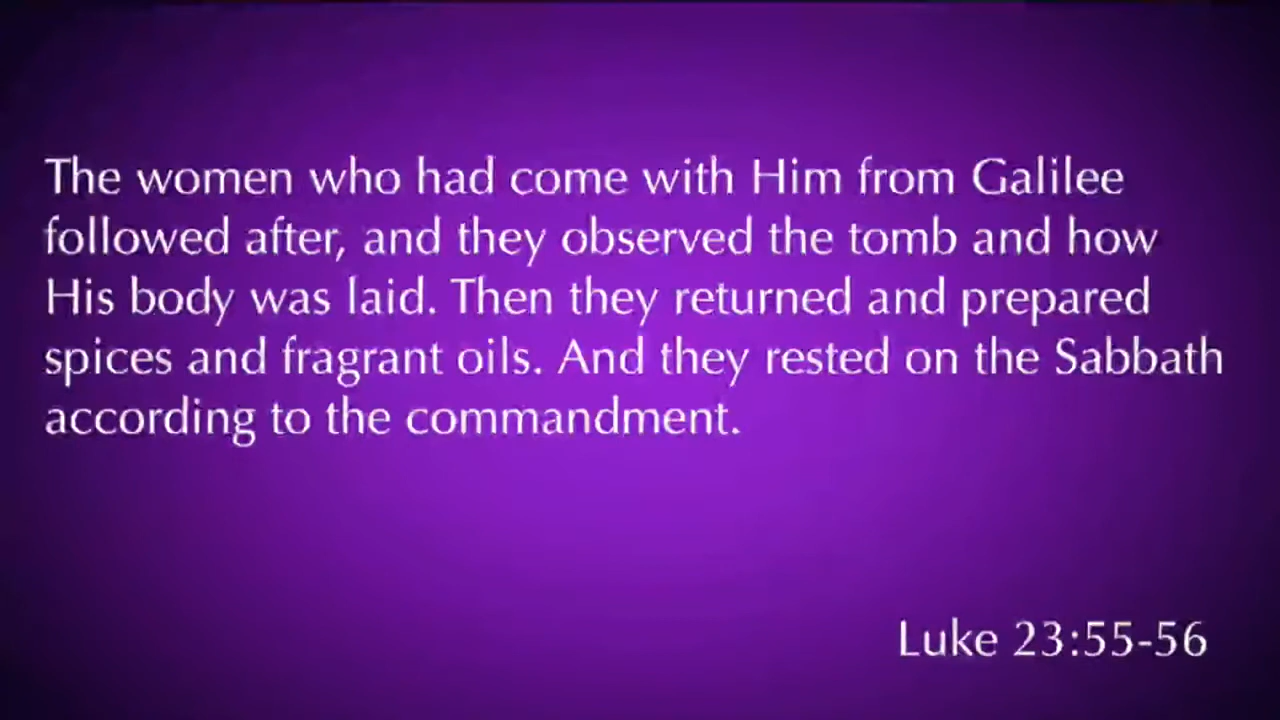 The women who had come with Him from Galilee
followed after, and they observed the tomb and how
His body was laid. Then they returned and prepared
spices and fragrant oils. And they rested on the Sabbath
according to the commandment.
Luke 23:55-56